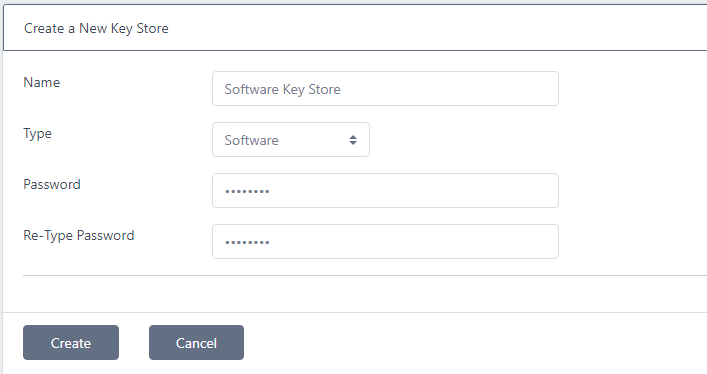 Create a New Key Store
Name
Software Key Store
Type
Software
Password
••••••••
Re-Type Password
••••••••
Create
Cancel